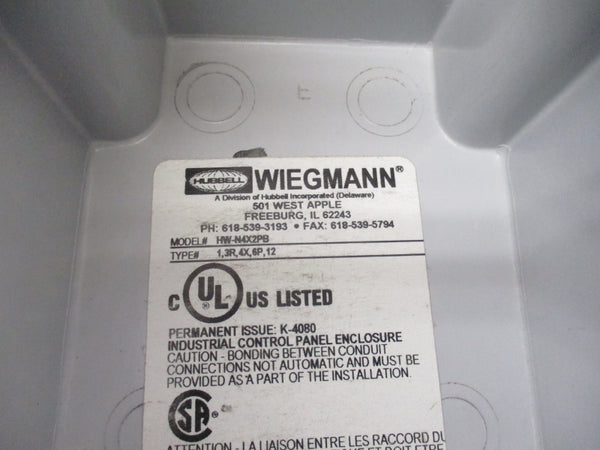 E
HUBBELL WIEGMANN®
A Division of Hubbell Incorporated (Delaware)
501 WEST APPLE
FREEBURG, IL 62243
PH: 618-539-3193 • FAX: 618-539-5794
MODEL# HW-N4X2PB
TYPE# 1,3R,4X,6P,12
C UL® US LISTED
PERMANENT ISSUE: K-4080
INDUSTRIAL CONTROL PANEL ENCLOSURE
CAUTION - BONDING BETWEEN CONDUIT
CONNECTIONS NOT AUTOMATIC AND MUST BE
PROVIDED AS A PART OF THE INSTALLATION.
CSA®
ATTENTION - LA LIAISON ENTRE LES RACCORD DU